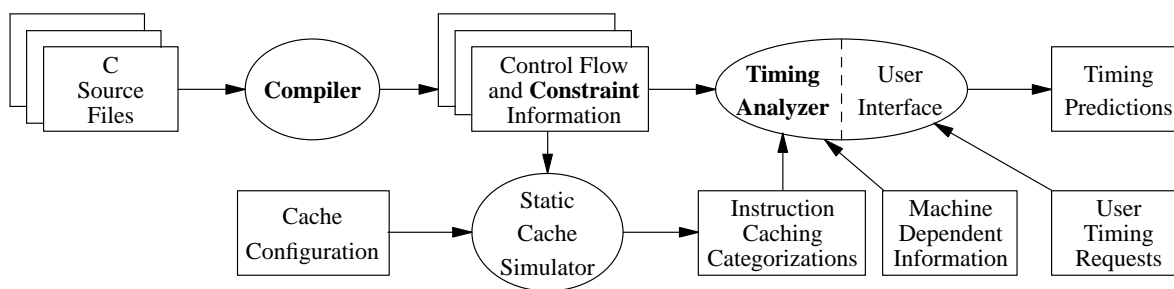 C
Source
Files
Compiler
Control Flow
and Constraint
Information
Timing
Analyzer
User
Interface
Timing
Predictions
Cache
Configuration
Static
Cache
Simulator
Instruction
Caching
Categorizations
Machine
Dependent
Information
User
Timing
Requests